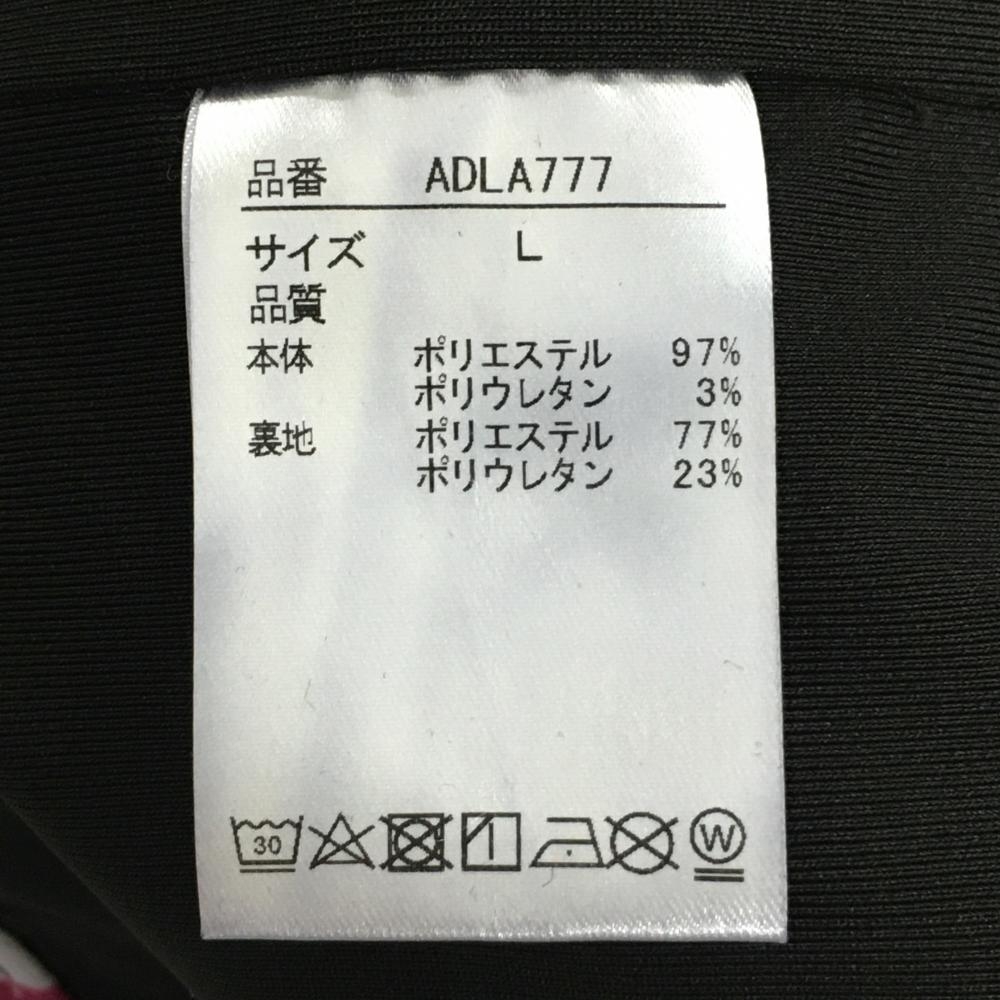 品番 ADLA777
サイズ L
品質
本体 ポリエステル 97%
ポリウレタン 3%
裏地 ポリエステル 77%
ポリウレタン 23%
30 W